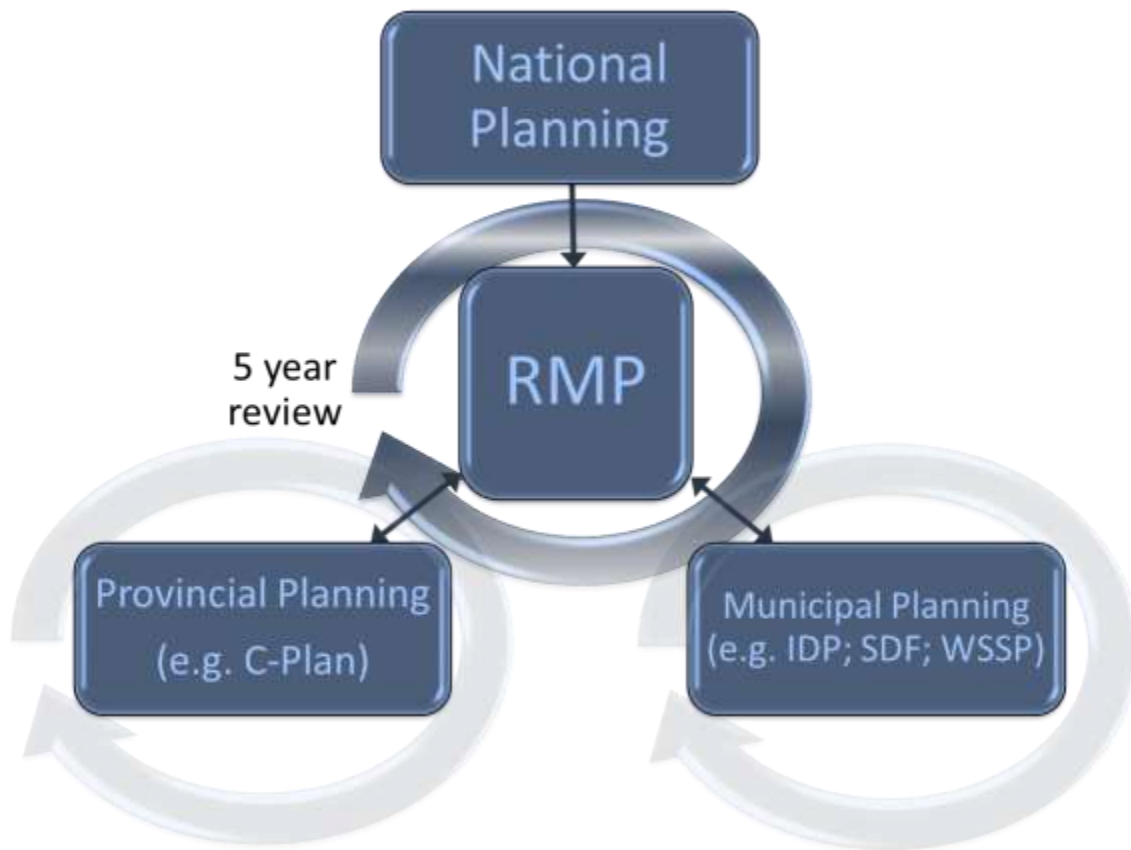 National
Planning
RMP
5 year
review
Provincial Planning
(e.g. C-Plan)
Municipal Planning
(e.g. IDP; SDF; WSSP)